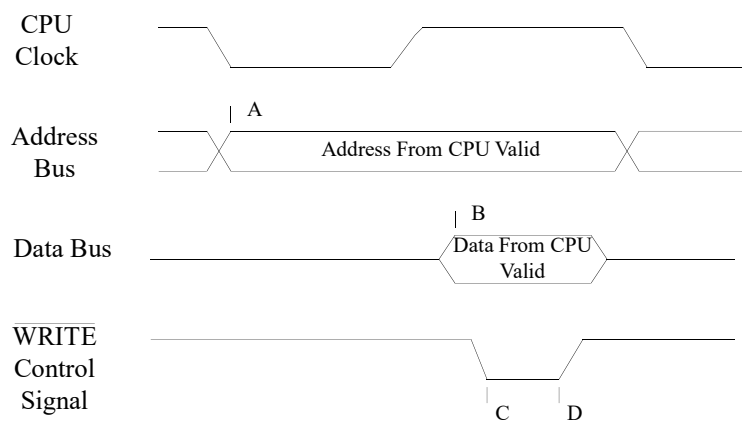 CPU
Clock
A
Address
Bus
Address From CPU Valid
B
Data Bus
Data From CPU
Valid
WRITE
Control
Signal
C
D